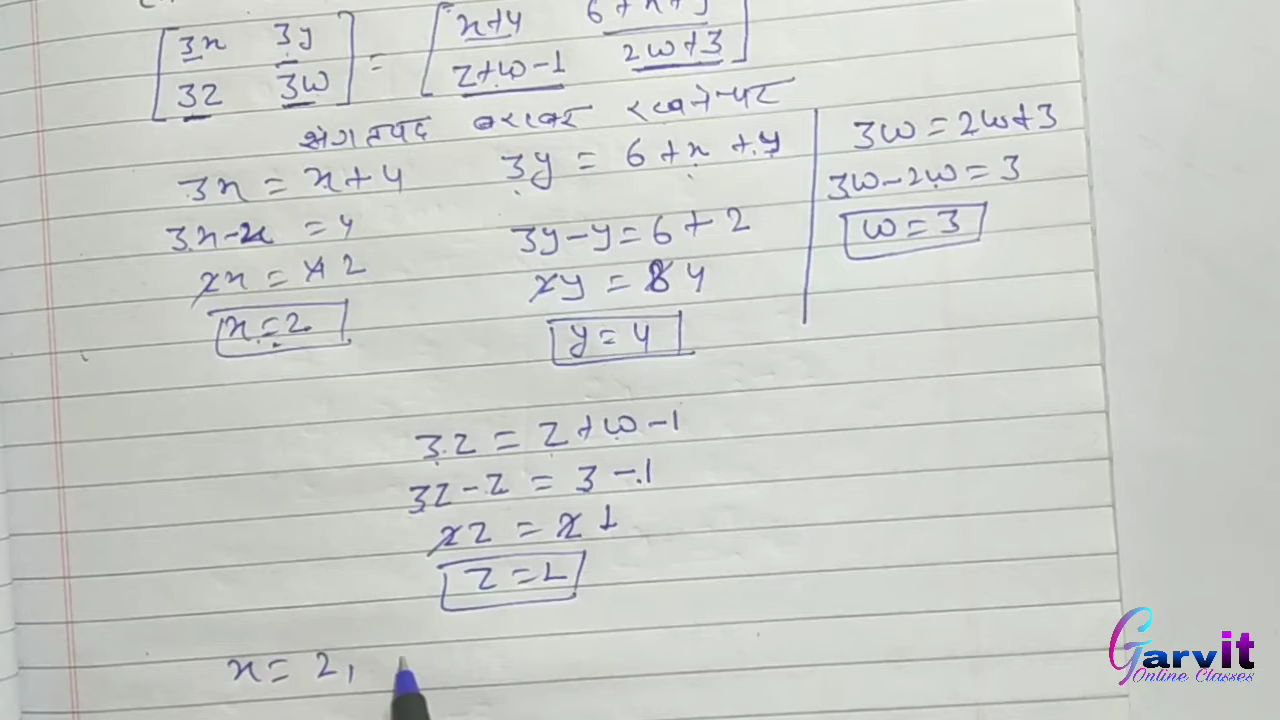 [3x 3y] = [x+4 6+x+y]
[3z 3w] [z+w-1 2w+3]
बराबर रखने पर
3x = x+4
3x-x = 4
2x = 4 2
x=2
3y = 6+x+y
3y-y=6+2
2y = 8 4
y=4
3w=2w+3
3w-2w=3
w=3
3z = z+w-1
3z-z = 3-1
2z = 2 1
z=1
x= 2,
Garvit
Online Classes